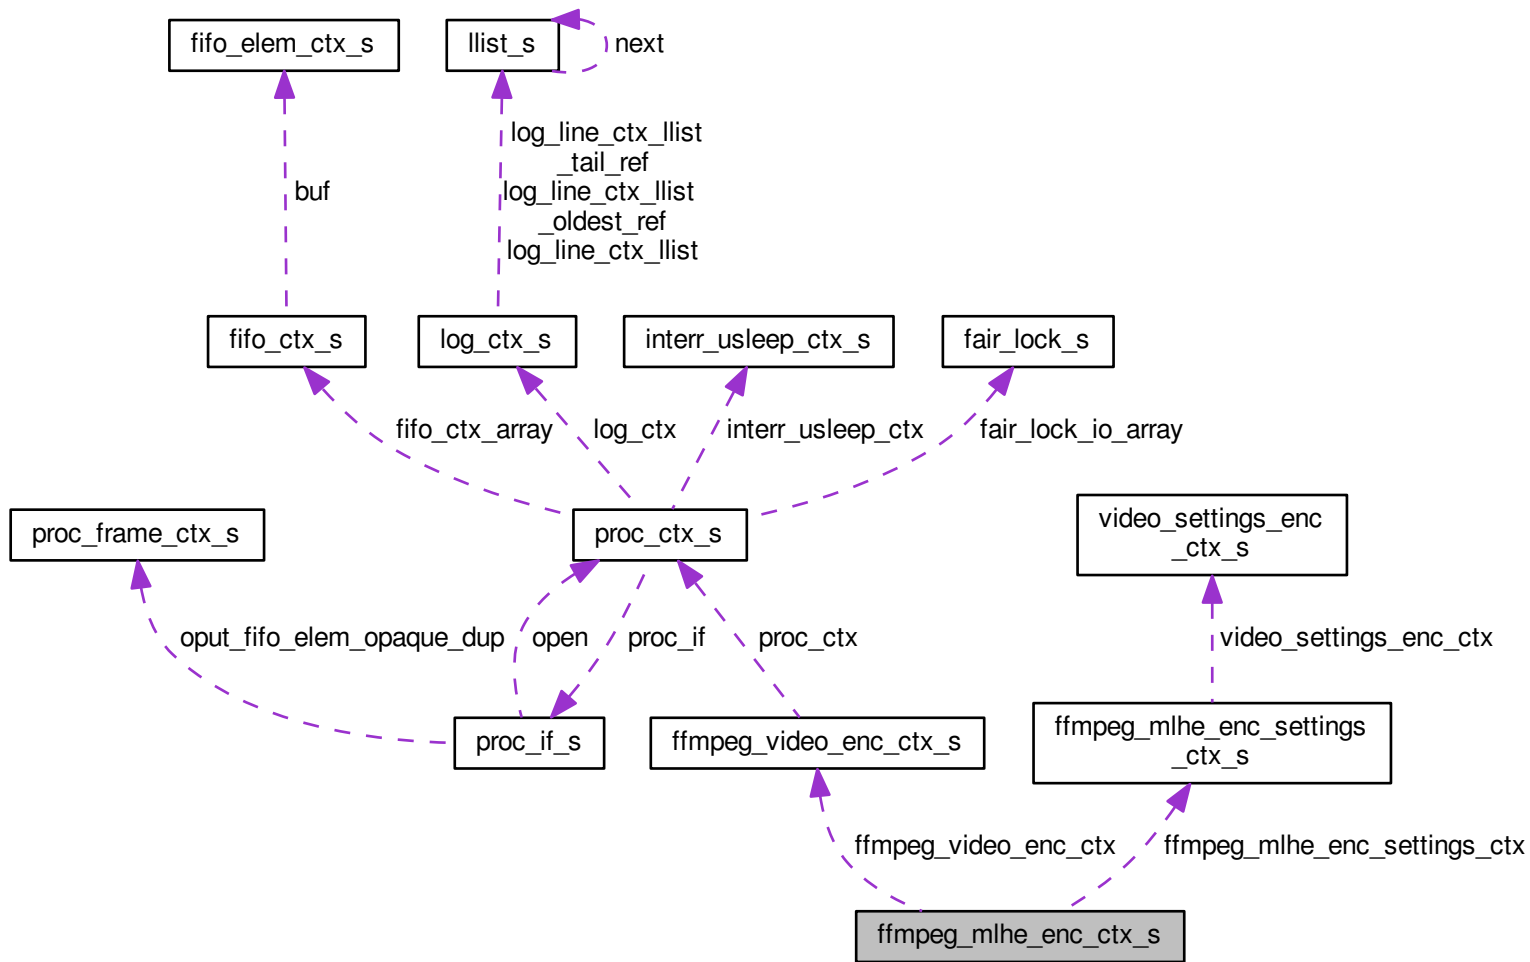 fifo_elem_ctx_s
llist_s
next
log_line_ctx_llist
_tail_ref
log_line_ctx_llist
_oldest_ref
log_line_ctx_llist
buf
fifo_ctx_s
log_ctx_s
interr_usleep_ctx_s
fair_lock_s
fifo_ctx_array
log_ctx
interr_usleep_ctx
fair_lock_io_array
proc_frame_ctx_s
proc_ctx_s
video_settings_enc
_ctx_s
oput_fifo_elem_opaque_dup
open
proc_if
proc_ctx
video_settings_enc_ctx
proc_if_s
ffmpeg_video_enc_ctx_s
ffmpeg_mlhe_enc_settings
_ctx_s
ffmpeg_video_enc_ctx
ffmpeg_mlhe_enc_settings_ctx
ffmpeg_mlhe_enc_ctx_s